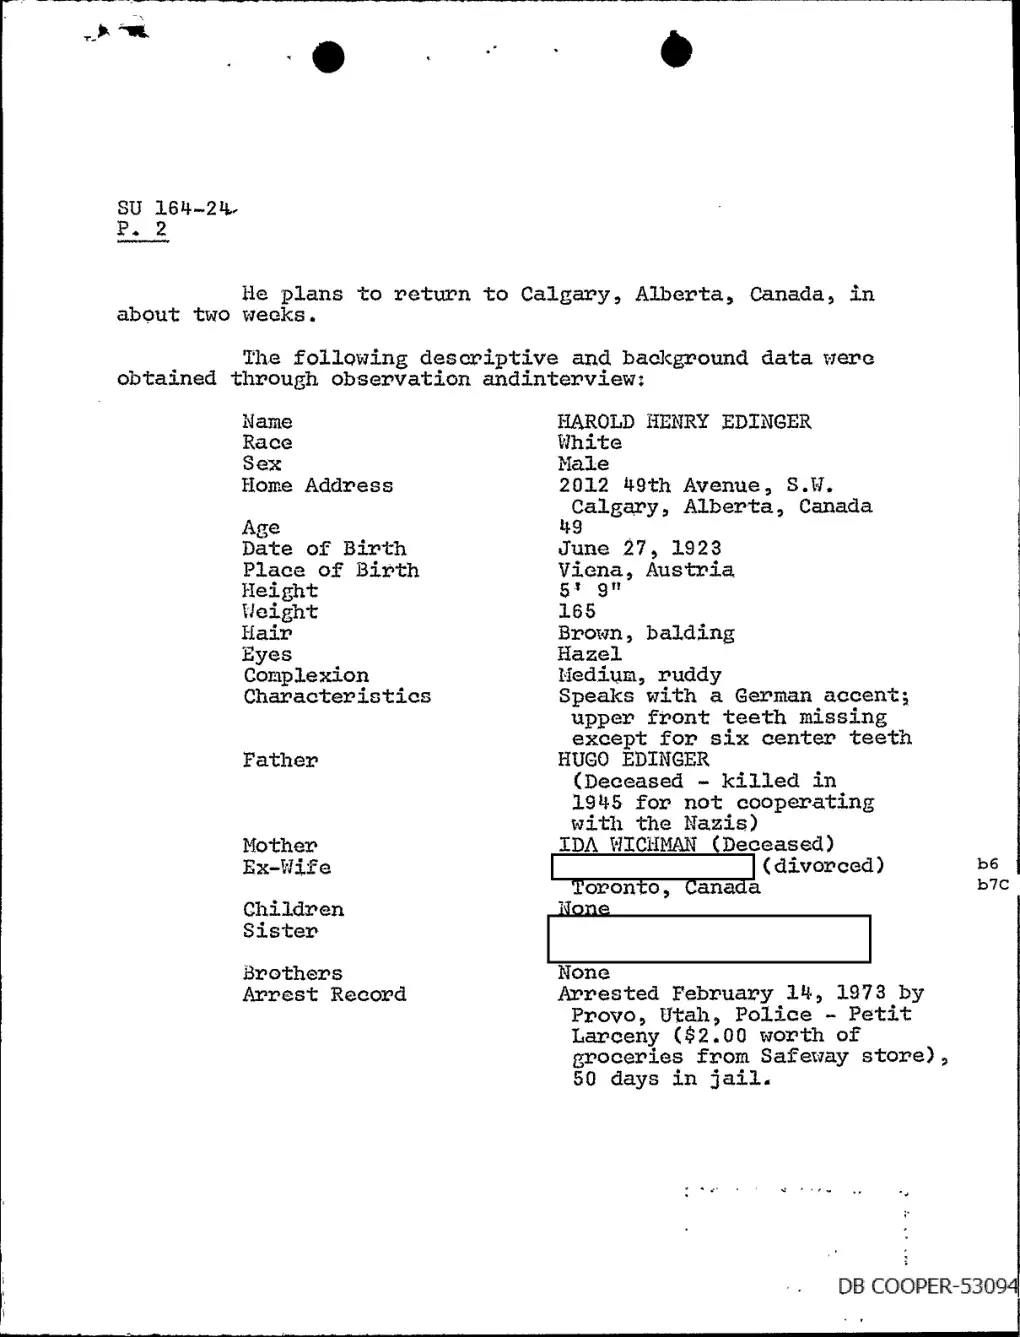 SU 164-24
P. 2
He plans to return to Calgary, Alberta, Canada, in
about two weeks.
The following descriptive and background data were
obtained through observation andinterview:
Name HAROLD HENRY EDINGER
Race White
Sex Male
Home Address 2012 49th Avenue, S.W.
Calgary, Alberta, Canada
Age 49
Date of Birth June 27, 1923
Place of Birth Viena, Austria
Height 5' 9"
Weight 165
Hair Brown, balding
Eyes Hazel
Complexion Medium, ruddy
Characteristics Speaks with a German accent;
upper front teeth missing
except for six center teeth
Father HUGO EDINGER
(Deceased - killed in
1945 for not cooperating
with the Nazis)
Mother IDA WICHMAN (Deceased)
Ex-Wife (divorced) b6
Toronto, Canada b7C
Children None
Sister
Brothers None
Arrest Record Arrested February 14, 1973 by
Provo, Utah, Police - Petit
Larceny ($2.00 worth of
groceries from Safeway store),
50 days in jail.
DB COOPER-53094